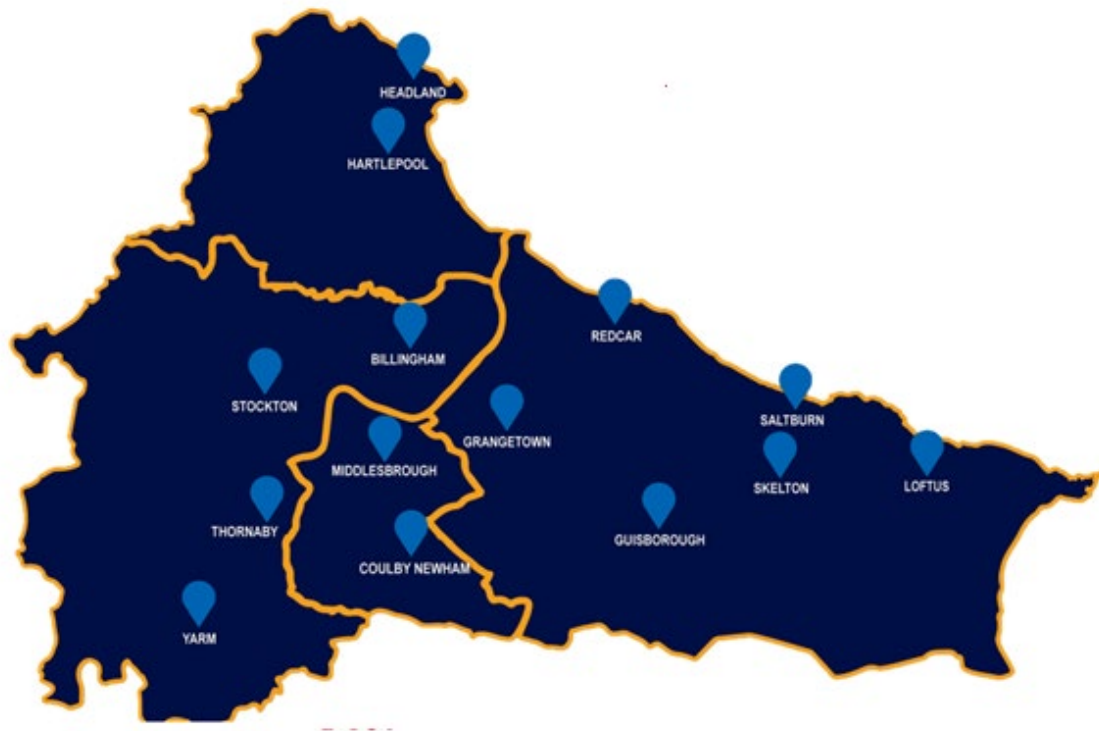 HEADLAND
HARTLEPOOL
REDCAR
BILLINGHAM
STOCKTON
SALTBURN
GRANGETOWN
MIDDLESBROUGH
SKELTON
LOFTUS
THORNABY
GUISBOROUGH
COULBY NEWHAM
YARM